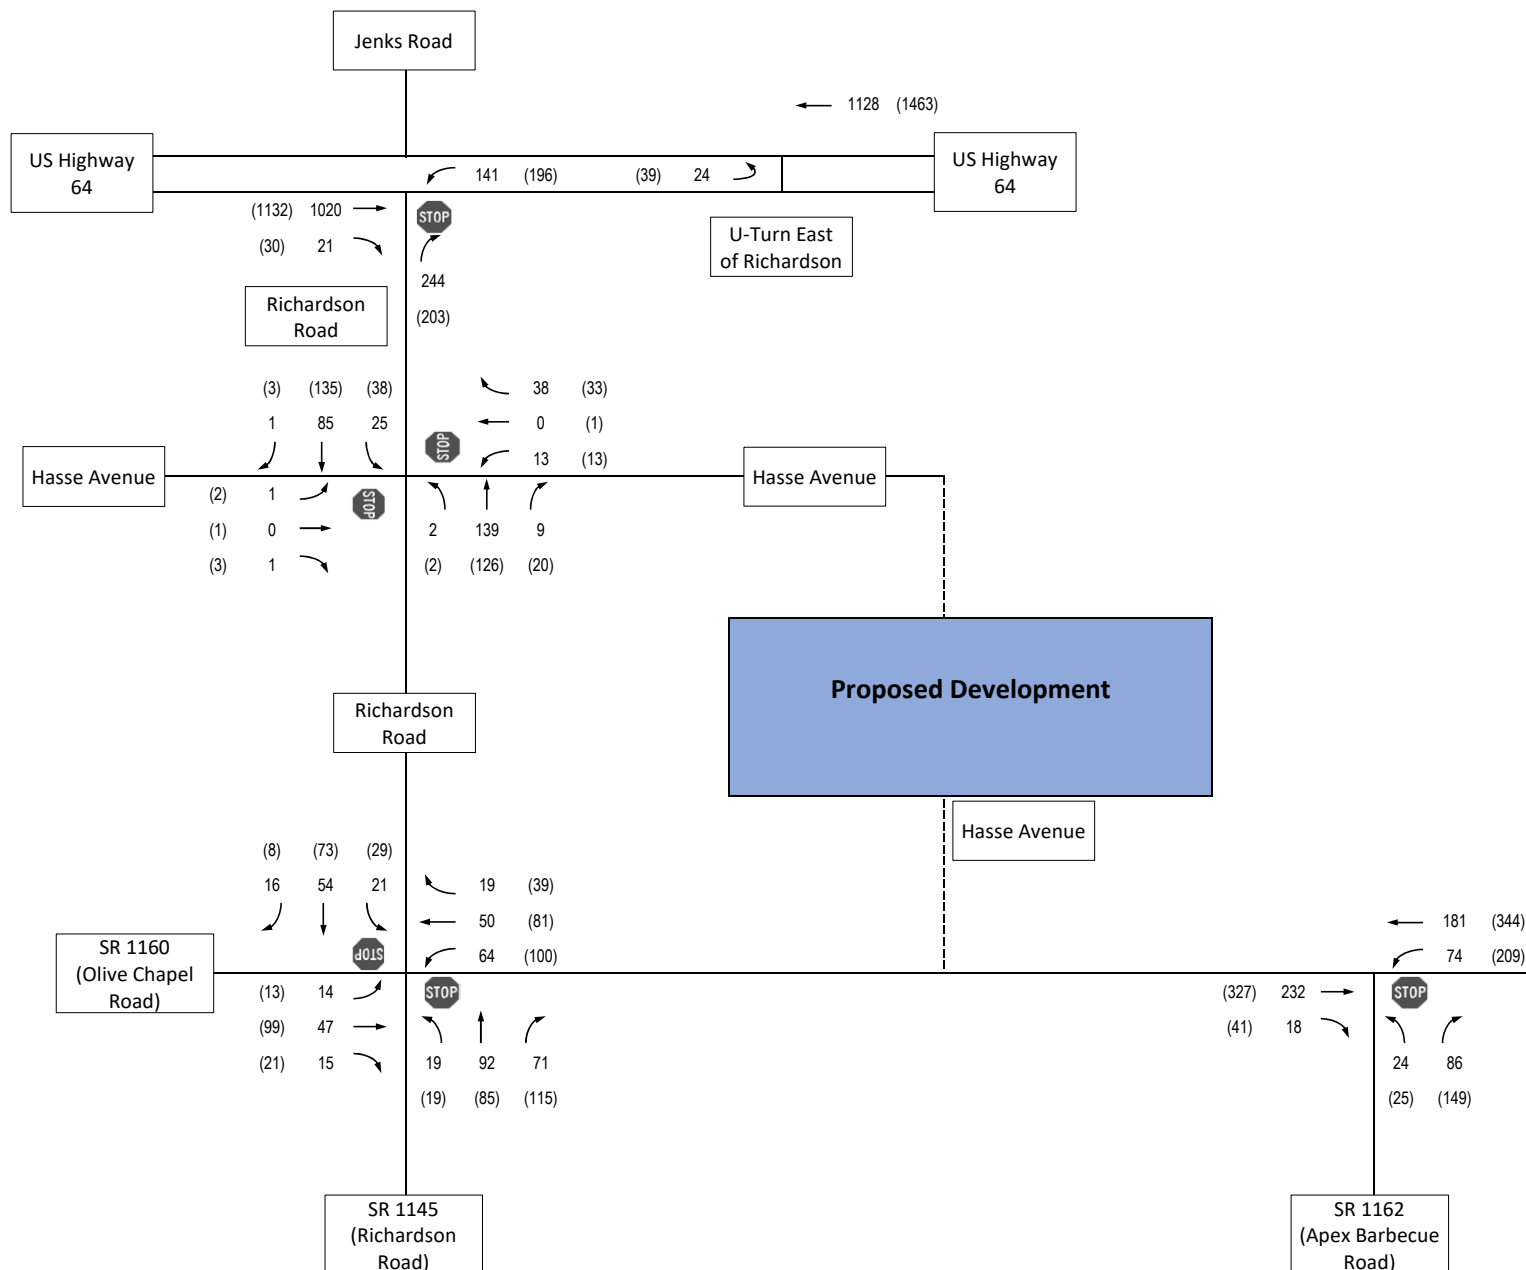 Jenks Road
1128 (1463)
US Highway
64
US Highway
64
141 (196) (39) 24
(1132) 1020
STOP
(30) 21
U-Turn East
of Richardson
244
(203)
Richardson
Road
(3) (135) (38)
1 85 25
38 (33)
0 (1)
13 (13)
STOP
Hasse Avenue
Hasse Avenue
(2) 1
(1) 0
(3) 1
STOP
2 139 9
(2) (126) (20)
Proposed Development
Richardson
Road
Hasse Avenue
(8) (73) (29)
16 54 21
19 (39)
50 (81)
64 (100)
STOP
SR 1160
(Olive Chapel
Road)
(13) 14
(99) 47
(21) 15
STOP
19 92 71
(19) (85) (115)
181 (344)
74 (209)
(327) 232
(41) 18
STOP
24 86
(25) (149)
SR 1145
(Richardson
Road)
SR 1162
(Apex Barbecue
Road)